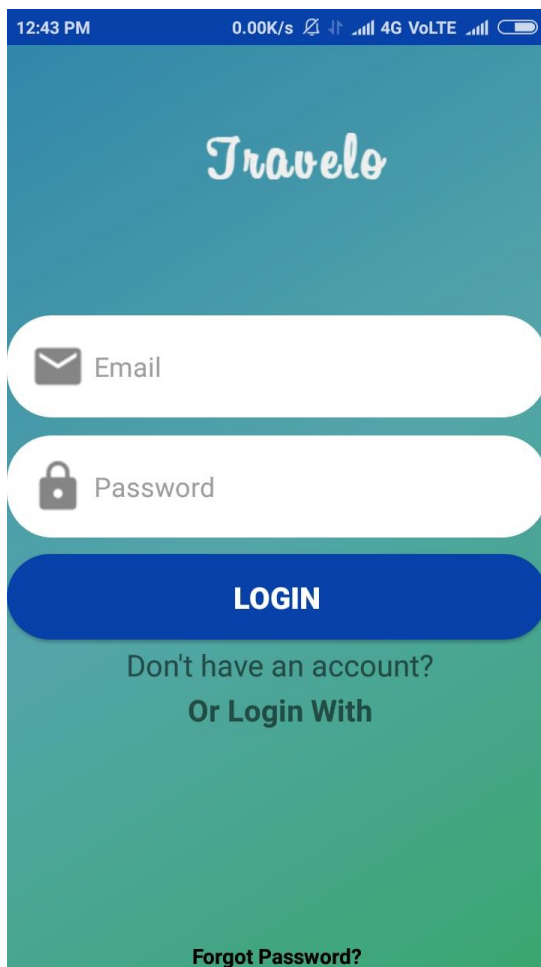 12:43 PM 0.00K/s 4G VoLTE
Travelo
Email
Password
LOGIN
Don't have an account?
Or Login With
Forgot Password?